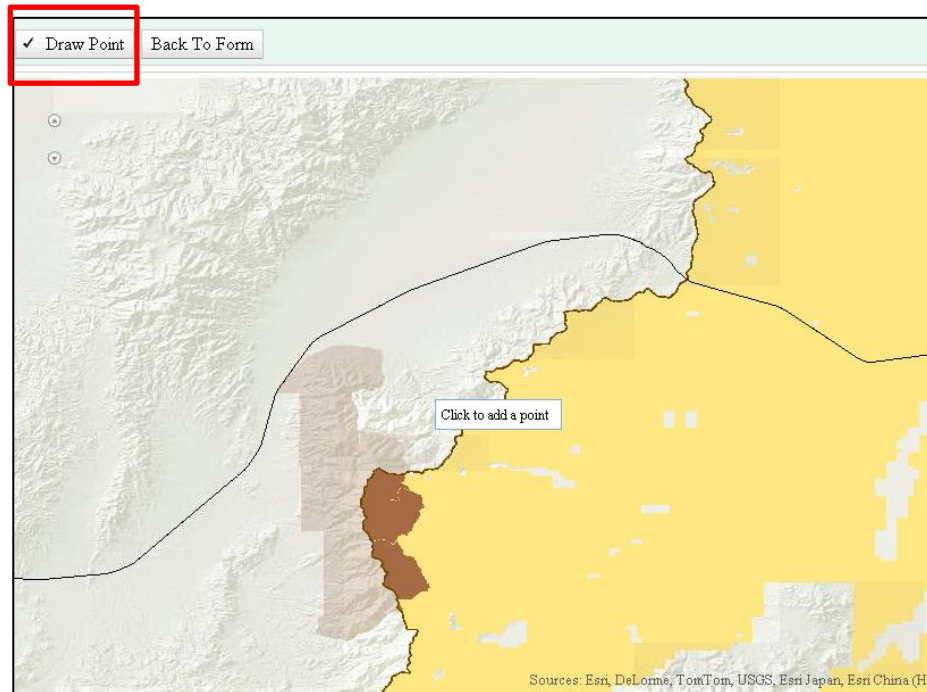 ✓ Draw Point
Back To Form
Click to add a point
Sources: Esri, DeLorme, TomTom, USGS, Esri Japan, Esri China (H